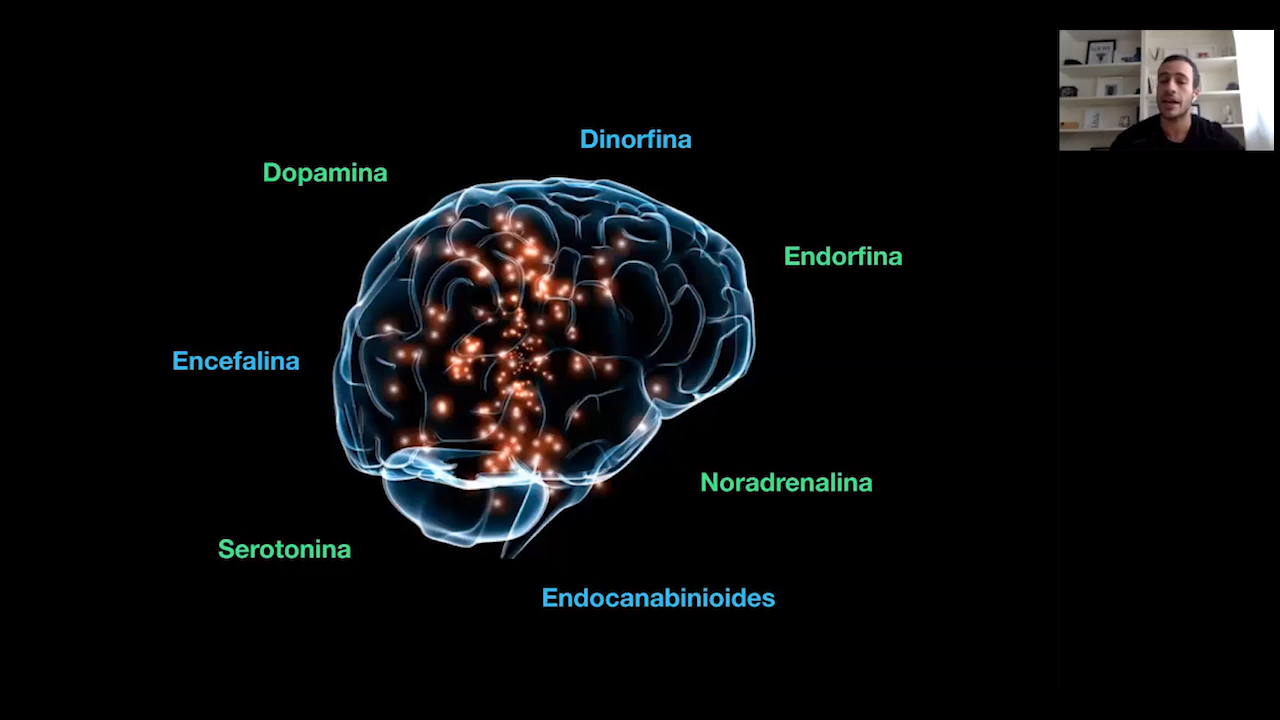 Dinorfina
Dopamina
Endorfina
Encefalina
Noradrenalina
Serotonina
Endocanabinioides